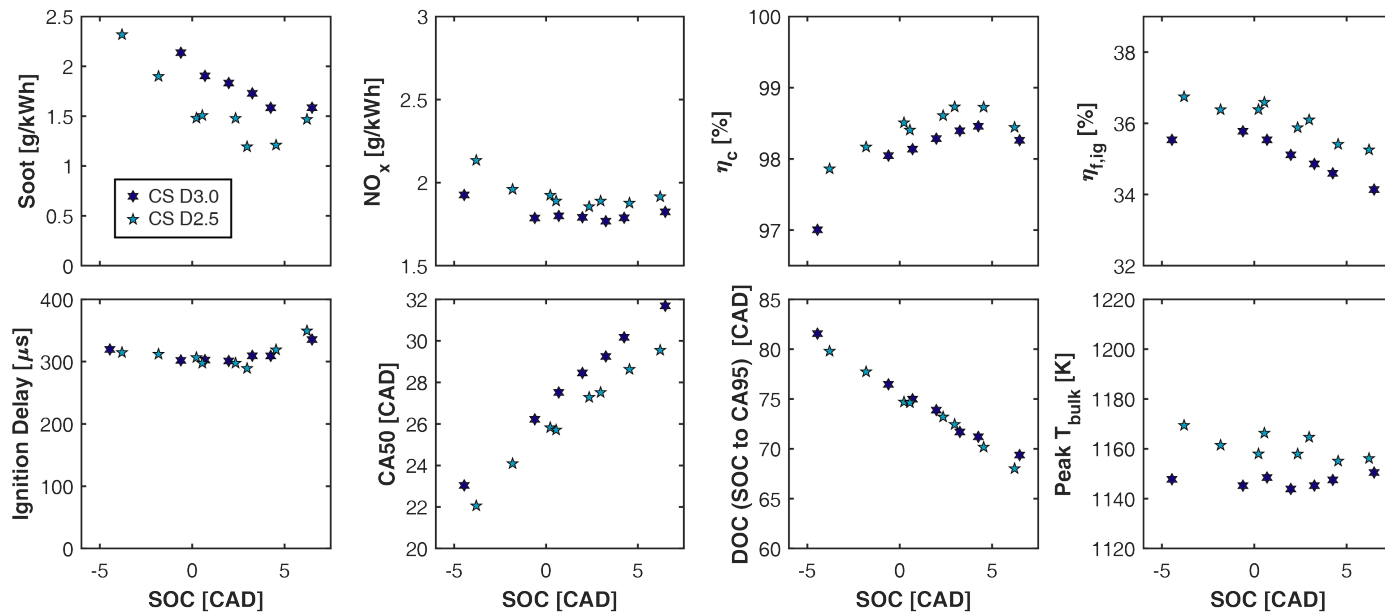 2.5
2
1.5
1
0.5
0
Soot [g/kWh]
CS D3.0
CS D2.5
3
2.5
2
1.5
NOx [g/kWh]
100
99
98
97
ηc [%]
38
36
34
32
ηf,ig [%]
400
300
200
100
0
Ignition Delay [μs]
-5 0 5
SOC [CAD]
32
30
28
26
24
22
20
CA50 [CAD]
-5 0 5
SOC [CAD]
85
80
75
70
65
60
DOC (SOC to CA95) [CAD]
-5 0 5
SOC [CAD]
1220
1200
1180
1160
1140
1120
Peak Tbulk [K]
-5 0 5
SOC [CAD]